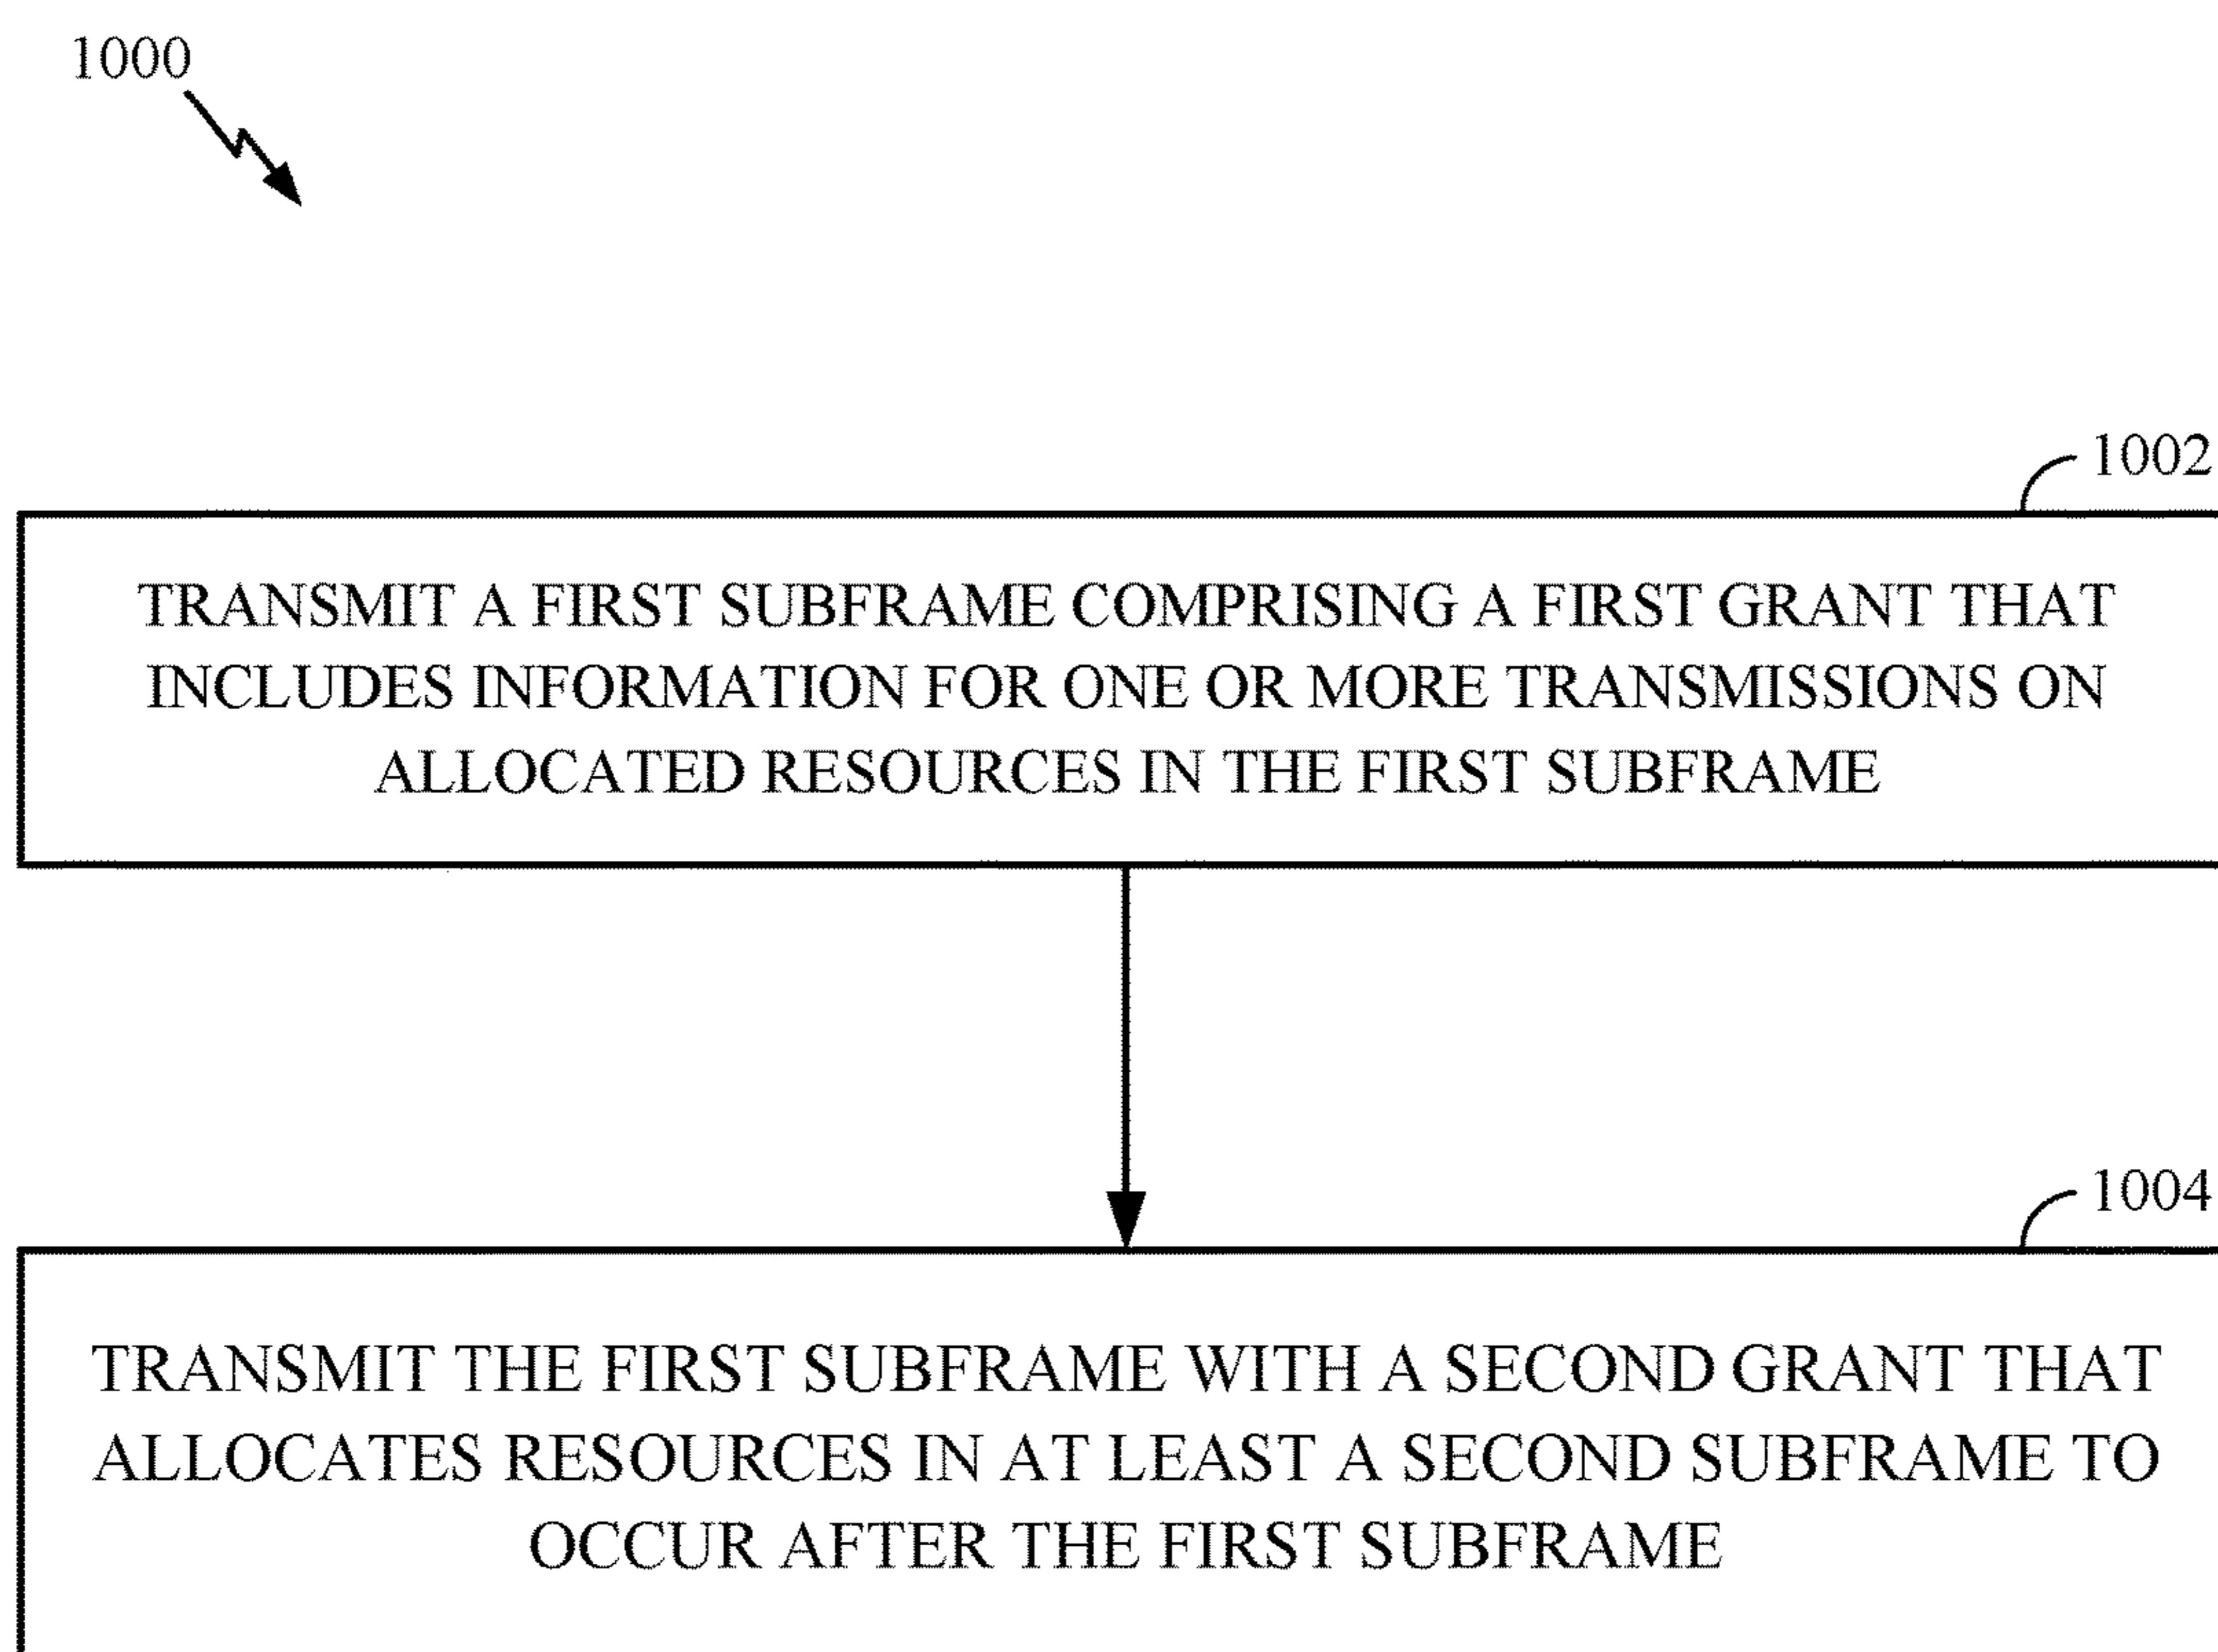 1000
1002
TRANSMIT A FIRST SUBFRAME COMPRISING A FIRST GRANT THAT
INCLUDES INFORMATION FOR ONE OR MORE TRANSMISSIONS ON
ALLOCATED RESOURCES IN THE FIRST SUBFRAME
1004
TRANSMIT THE FIRST SUBFRAME WITH A SECOND GRANT THAT
ALLOCATES RESOURCES IN AT LEAST A SECOND SUBFRAME TO
OCCUR AFTER THE FIRST SUBFRAME